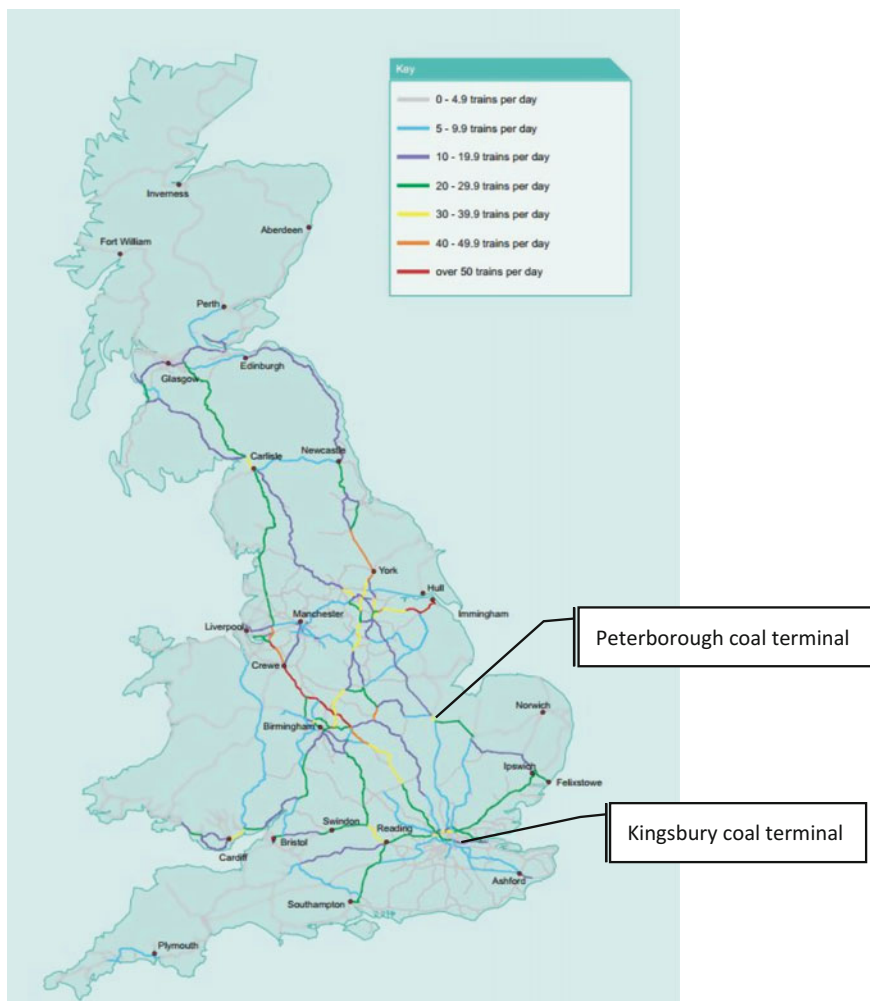 Key
0 - 4.9 trains per day
5 - 9.9 trains per day
10 - 19.9 trains per day
20 - 29.9 trains per day
30 - 39.9 trains per day
40 - 49.9 trains per day
over 50 trains per day
Inverness
Aberdeen
Fort William
Perth
Edinburgh
Glasgow
Carlisle
Newcastle
York
Hull
Immingham
Manchester
Liverpool
Peterborough coal terminal
Crewe
Norwich
Birmingham
Ipswich
Felixstowe
Swindon
Reading
Kingsbury coal terminal
Cardiff
Bristol
Ashford
Southampton
Plymouth